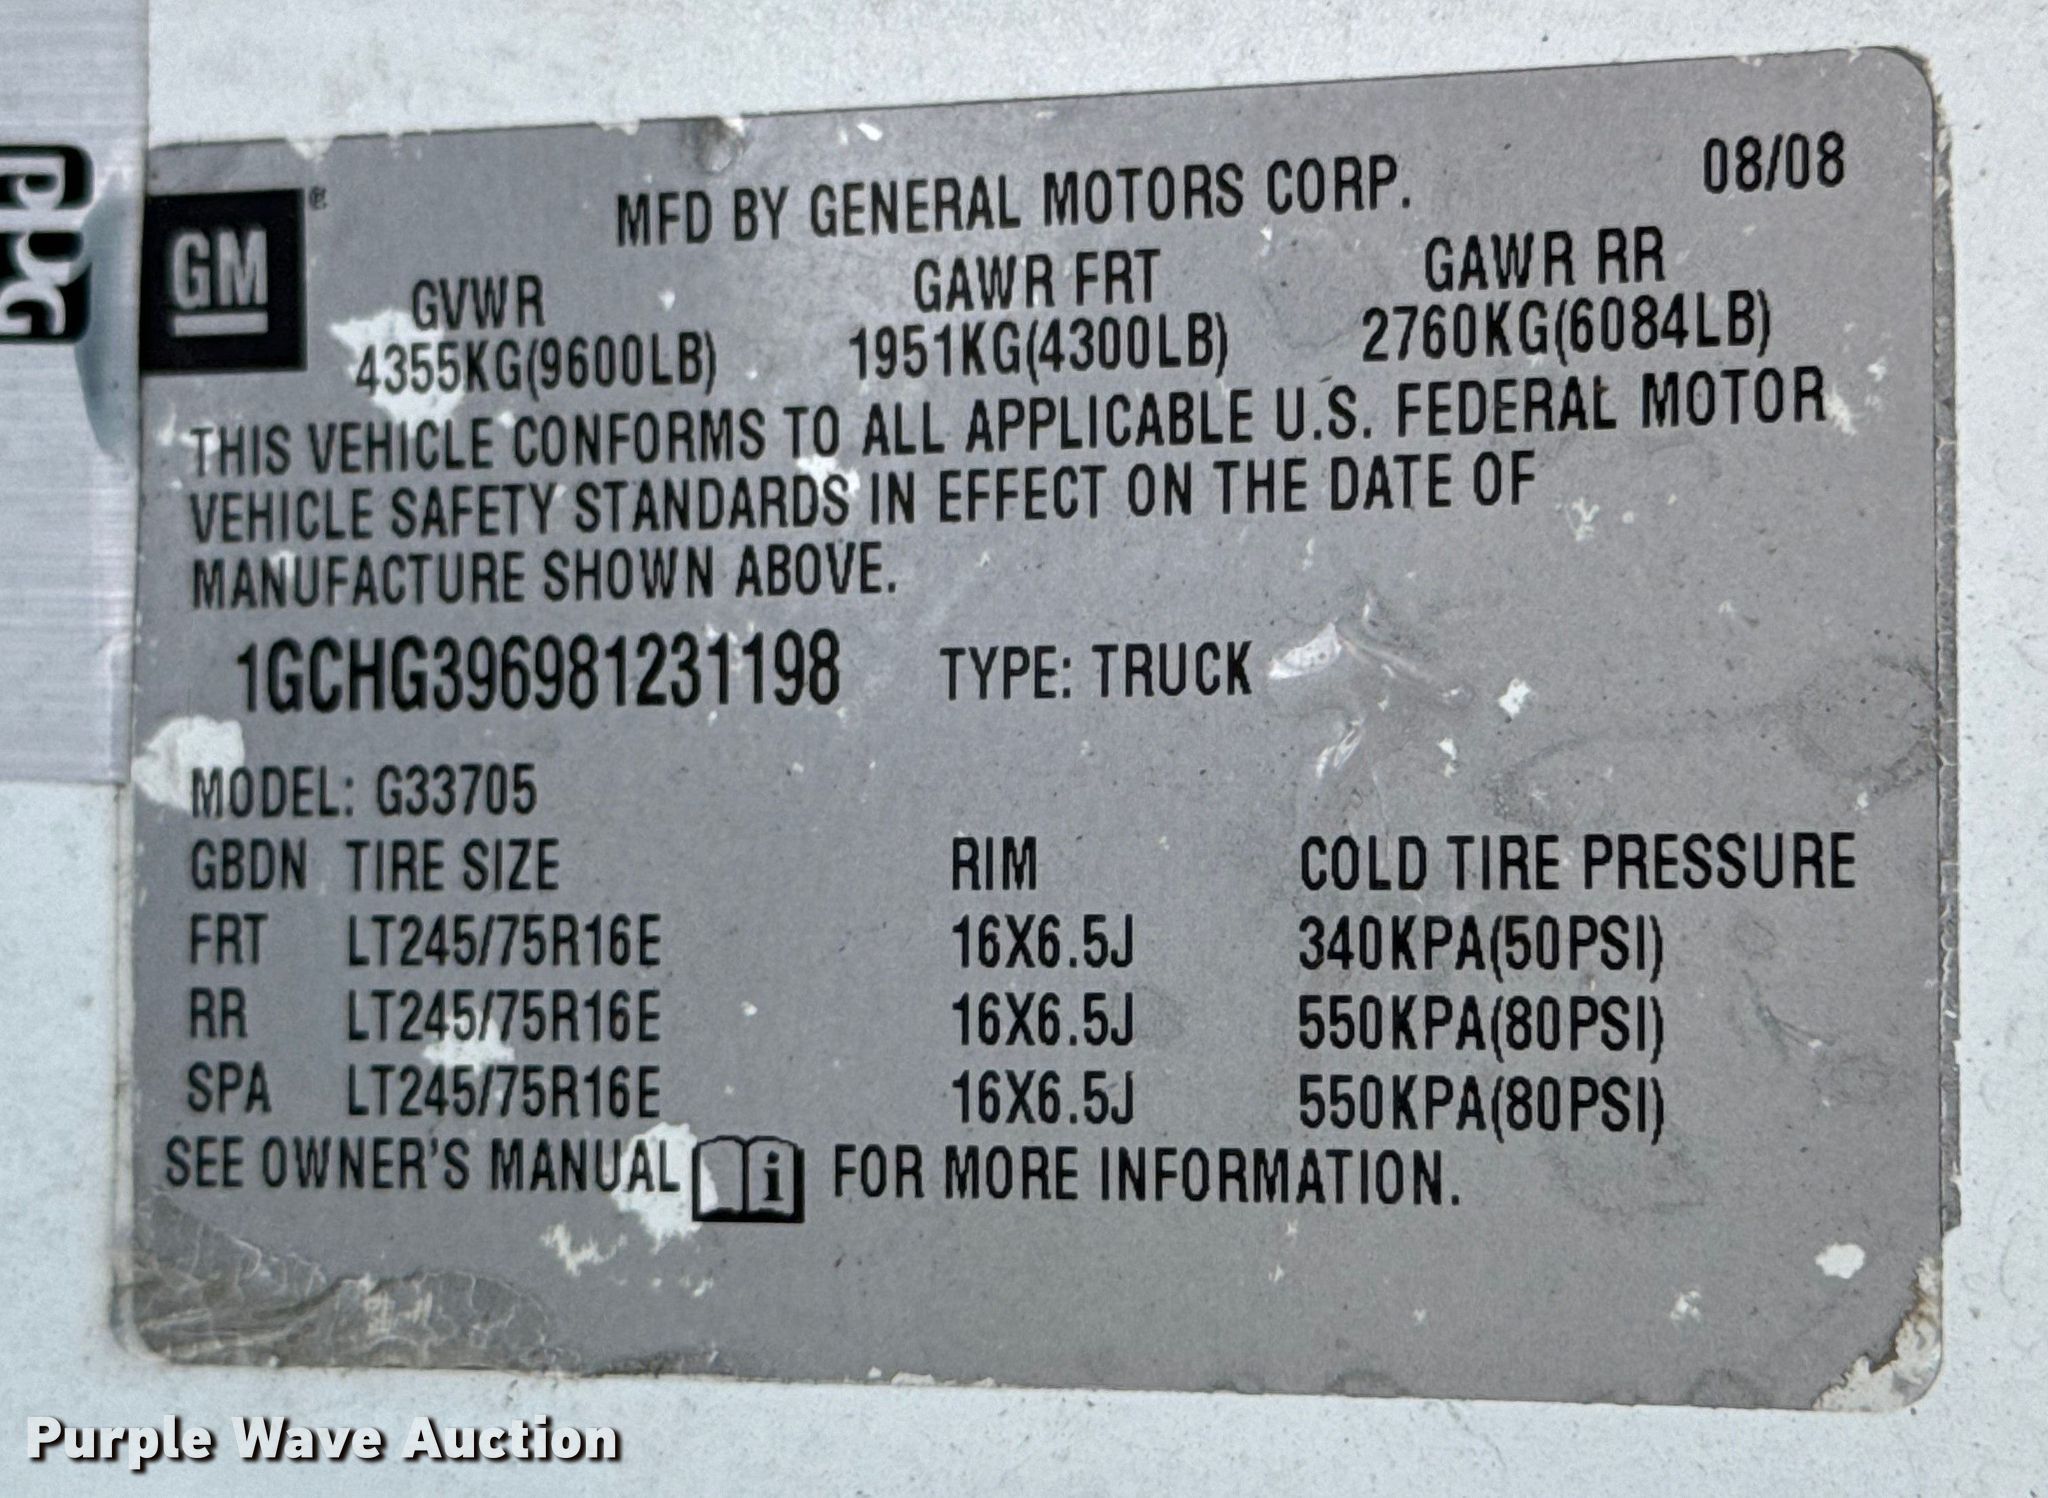 PPG
GM
®
MFD BY GENERAL MOTORS CORP.
08/08
GVWR GAWR FRT GAWR RR
4355KG(9600LB) 1951KG(4300LB) 2760KG(6084LB)
THIS VEHICLE CONFORMS TO ALL APPLICABLE U.S. FEDERAL MOTOR
VEHICLE SAFETY STANDARDS IN EFFECT ON THE DATE OF
MANUFACTURE SHOWN ABOVE.
1GCHG396981231198 TYPE: TRUCK
MODEL: G33705
GBDN TIRE SIZE RIM COLD TIRE PRESSURE
FRT LT245/75R16E 16X6.5J 340KPA(50PSI)
RR LT245/75R16E 16X6.5J 550KPA(80PSI)
SPA LT245/75R16E 16X6.5J 550KPA(80PSI)
SEE OWNER'S MANUAL i FOR MORE INFORMATION.
Purple Wave Auction